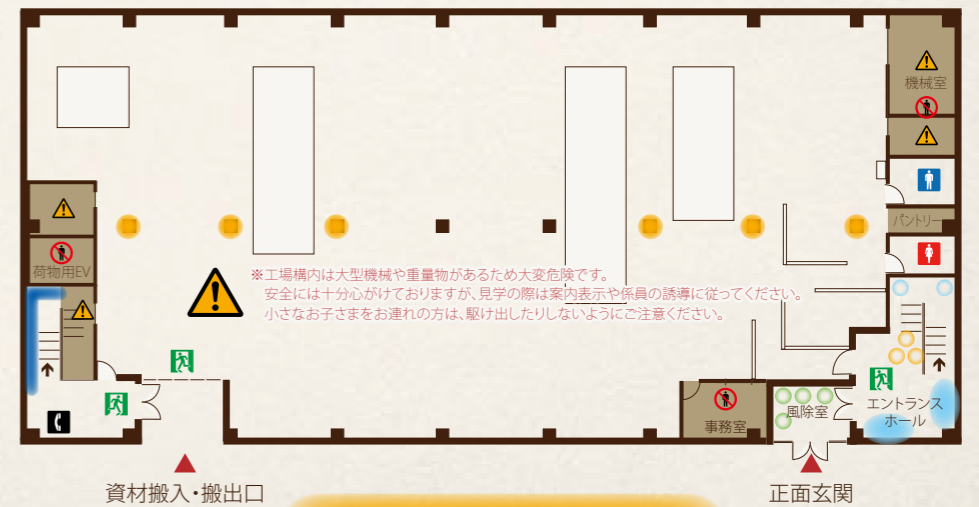 機械室
パントリー
荷物用EV
※工場構内は大型機械や重量物があるため大変危険です。
安全には十分心がけておりますが、見学の際は案内表示や係員の誘導に従ってください。
小さなお子さまをお連れの方は、駆け出したりしないようにご注意ください。
事務室
風除室
エントランス
ホール
資材搬入・搬出口
正面玄関